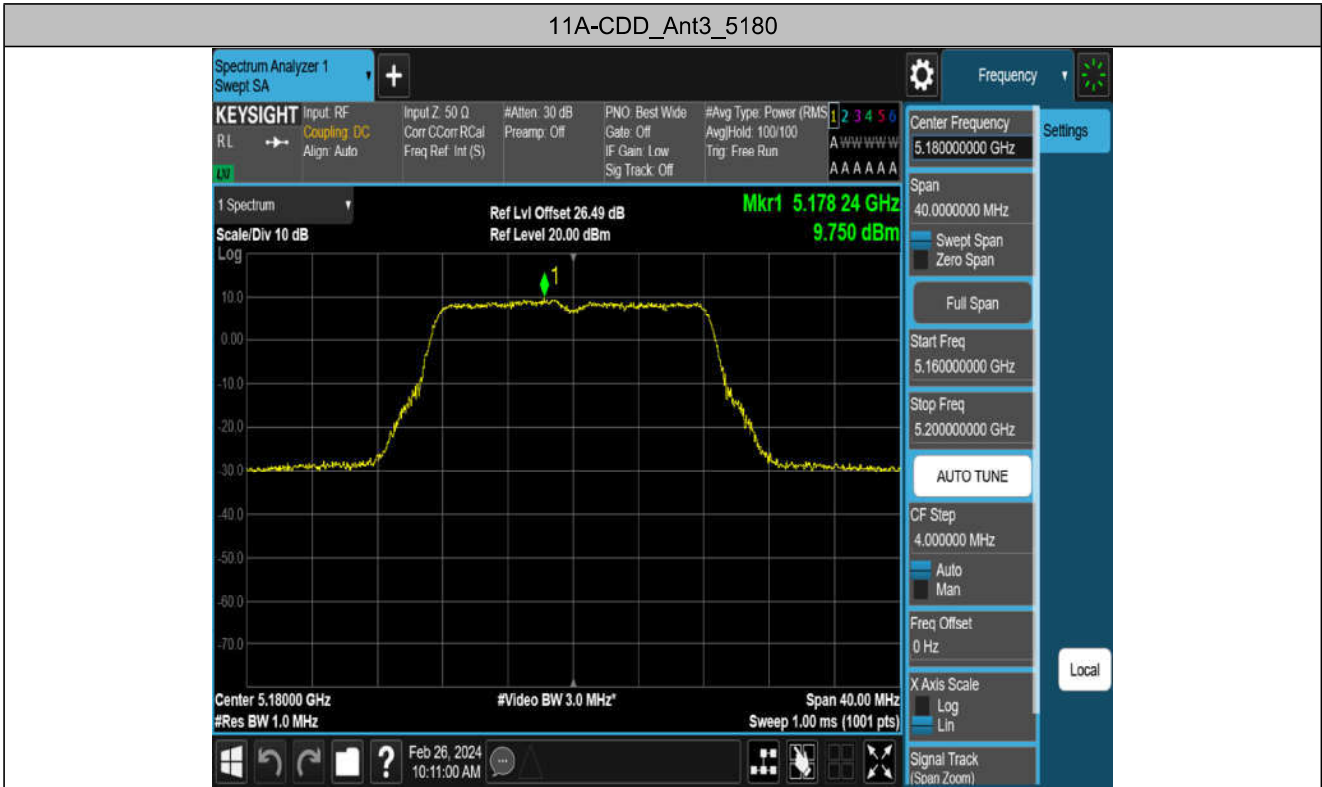 11A-CDD_Ant3_5180
Spectrum Analyzer 1
Swept SA
Frequency
KEYSIGHT
RL
LXI
Input: RF
Coupling: DC
Align: Auto
Input Z: 50 Ω
Corr CCorr RCal
Freq Ref: Int (S)
#Atten: 30 dB
Preamp: Off
PNO: Best Wide
Gate: Off
IF Gain: Low
Sig Track: Off
#Avg Type: Power (RMS
Avg|Hold: 100/100
Trig: Free Run
1 2 3 4 5 6
A W W W W W
A A A A A A
1 Spectrum
Scale/Div 10 dB
Log
Ref Lvl Offset 26.49 dB
Ref Level 20.00 dBm
Mkr1 5.178 24 GHz
9.750 dBm
1
10.0
0.00
-10.0
-20.0
-30.0
-40.0
-50.0
-60.0
-70.0
Center 5.18000 GHz
#Res BW 1.0 MHz
#Video BW 3.0 MHz*
Span 40.00 MHz
Sweep 1.00 ms (1001 pts)
Feb 26, 2024
10:11:00 AM
Center Frequency
5.180000000 GHz
Settings
Span
40.0000000 MHz
Swept Span
Zero Span
Full Span
Start Freq
5.160000000 GHz
Stop Freq
5.200000000 GHz
AUTO TUNE
CF Step
4.000000 MHz
Auto
Man
Freq Offset
0 Hz
X Axis Scale
Log
Lin
Local
Signal Track
(Span Zoom)